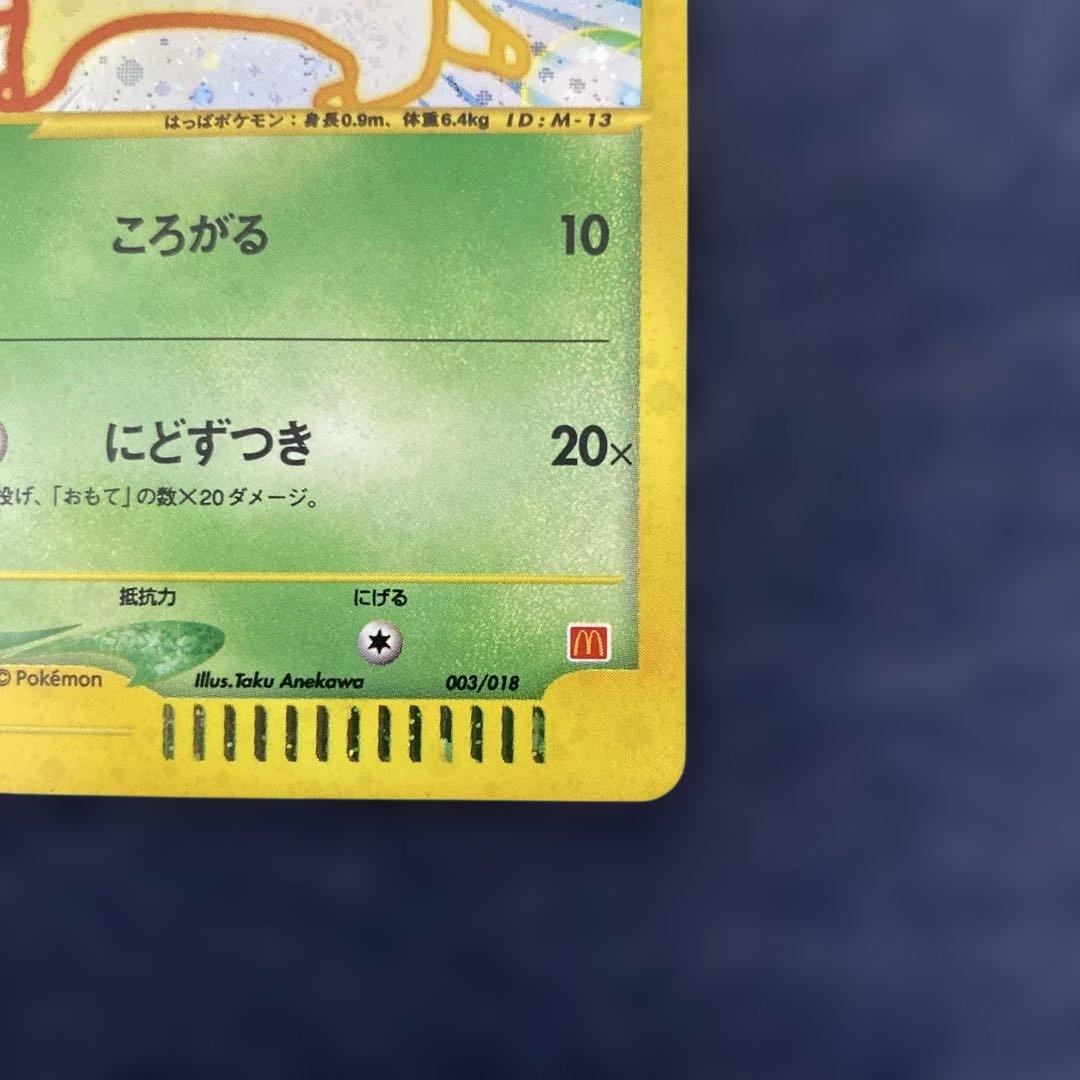 はっぱポケモン：身長0.9m、体重6.4kg ID:M-13
ころがる 10
にどずつき 20×
投げ、「おもて」の数×20ダメージ。
抵抗力 にげる
© Pokémon Illus.Taku Anekawa 003/018